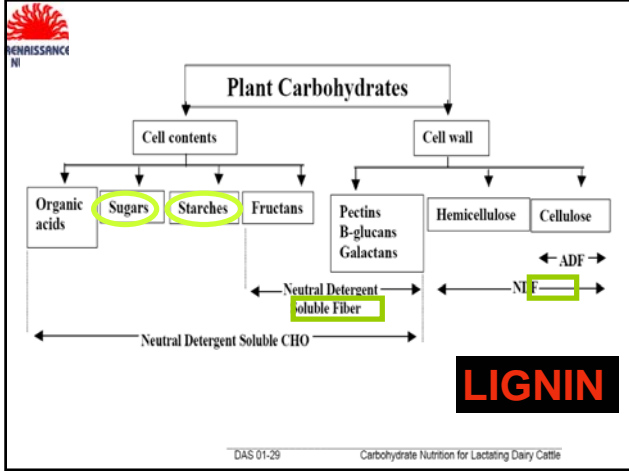 RENAISSANCE
Plant Carbohydrates
Cell contents
Cell wall
Organic acids
Sugars
Starches
Fructans
Pectins
B-glucans
Galactans
Hemicellulose
Cellulose
ADF
Neutral Detergent
Soluble Fiber
NDF
Neutral Detergent Soluble CHO
LIGNIN
DAS 01-29
Carbohydrate Nutrition for Lactating Dairy Cattle